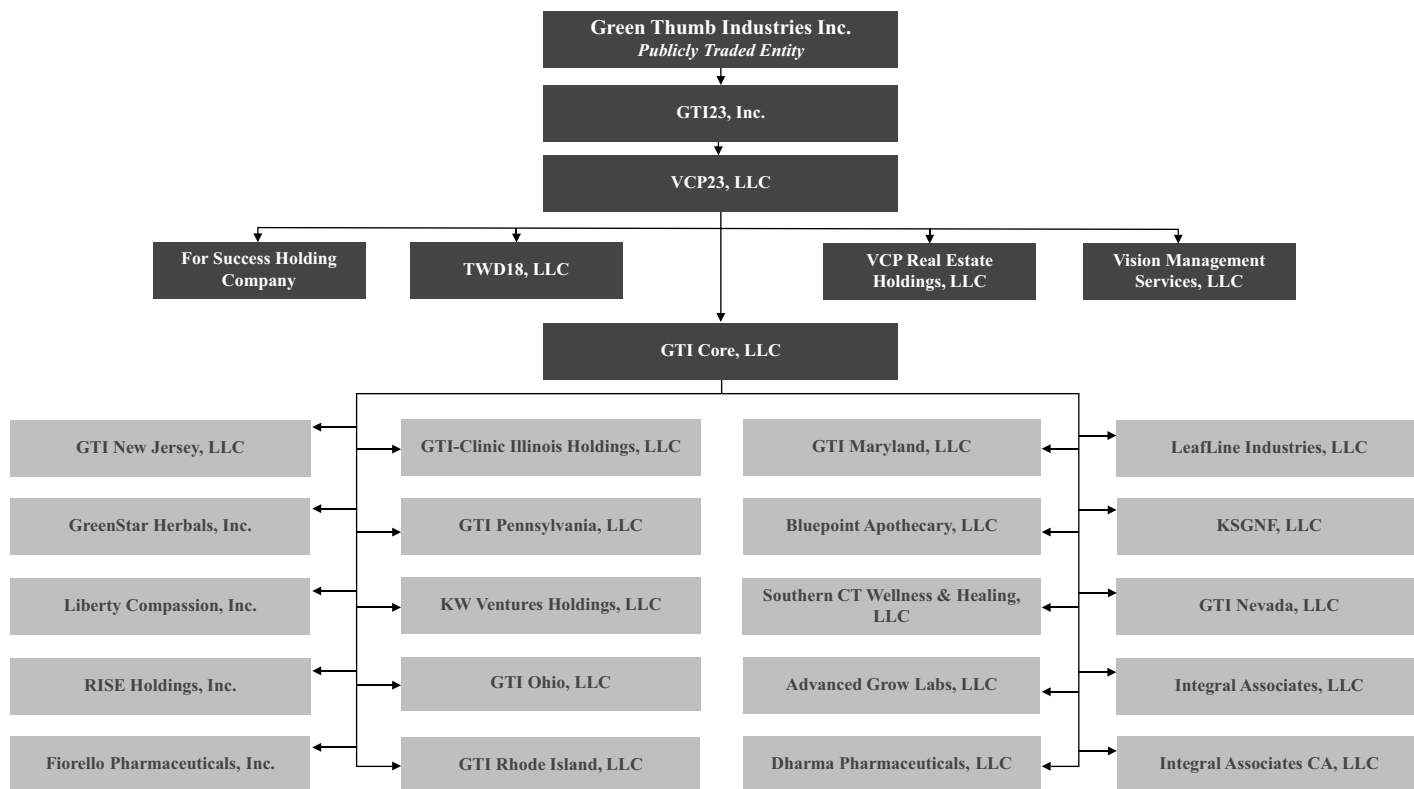 Green Thumb Industries Inc.
Publicly Traded Entity
GTI23, Inc.
VCP23, LLC
For Success Holding
Company
TWD18, LLC
VCP Real Estate
Holdings, LLC
Vision Management
Services, LLC
GTI Core, LLC
GTI New Jersey, LLC
GTI-Clinic Illinois Holdings, LLC
GTI Maryland, LLC
LeafLine Industries, LLC
GreenStar Herbals, Inc.
GTI Pennsylvania, LLC
Bluepoint Apothecary, LLC
KSGNF, LLC
Liberty Compassion, Inc.
KW Ventures Holdings, LLC
Southern CT Wellness & Healing,
LLC
GTI Nevada, LLC
RISE Holdings, Inc.
GTI Ohio, LLC
Advanced Grow Labs, LLC
Integral Associates, LLC
Fiorello Pharmaceuticals, Inc.
GTI Rhode Island, LLC
Dharma Pharmaceuticals, LLC
Integral Associates CA, LLC